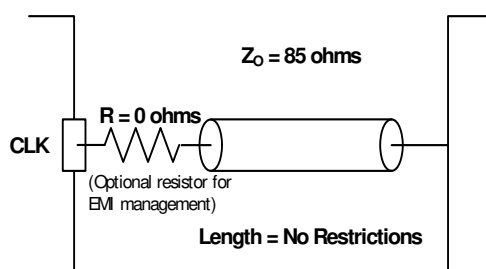 Z_O = 85 ohms
R = 0 ohms
CLK
(Optional resistor for
EMI management)
Length = No Restrictions